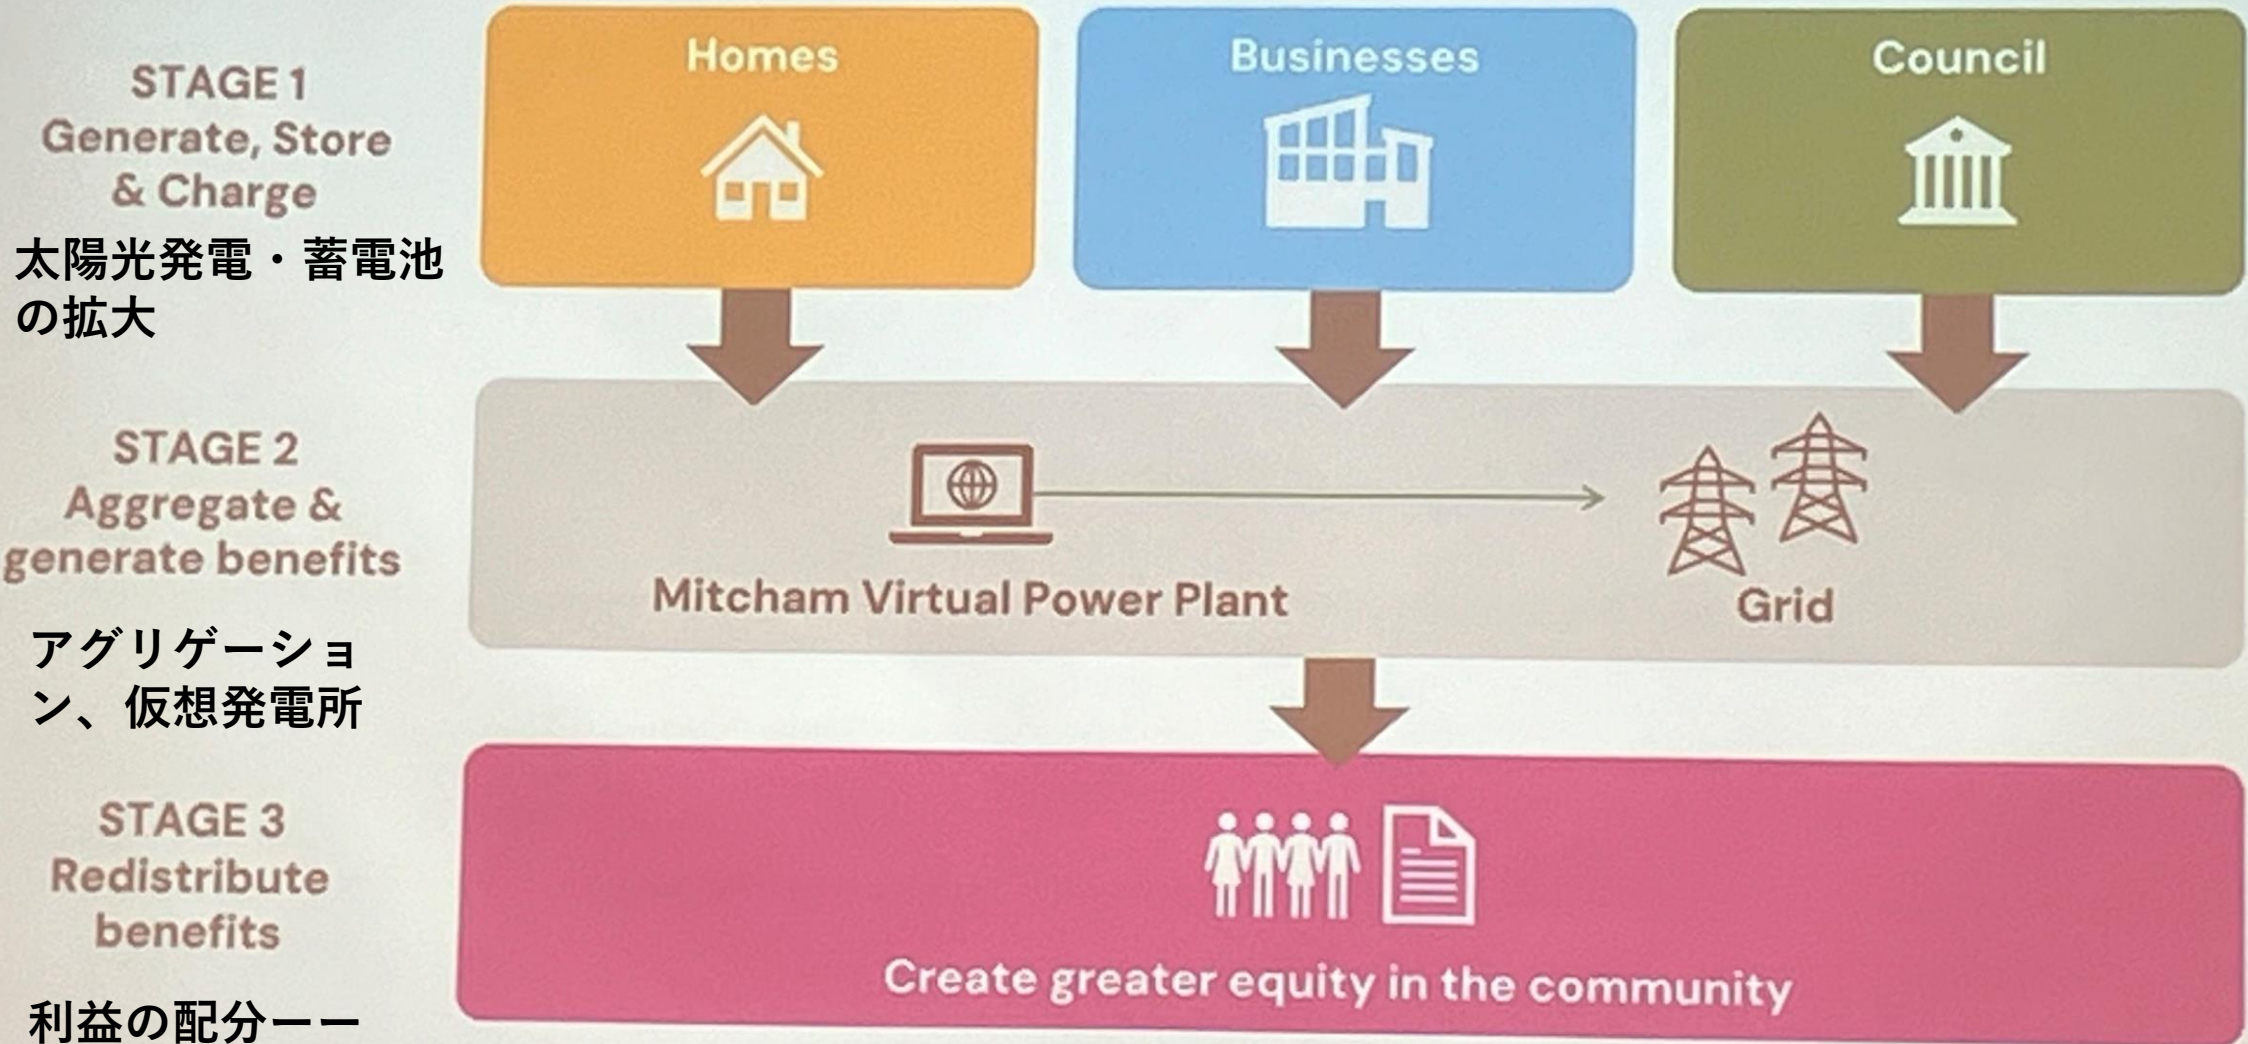 STAGE 1
Generate, Store
& Charge
太陽光発電・蓄電池
の拡大
Homes
Businesses
Council
STAGE 2
Aggregate &
generate benefits
アグリゲーショ
ン、仮想発電所
Mitcham Virtual Power Plant
Grid
STAGE 3
Redistribute
benefits
利益の配分ーー
Create greater equity in the community